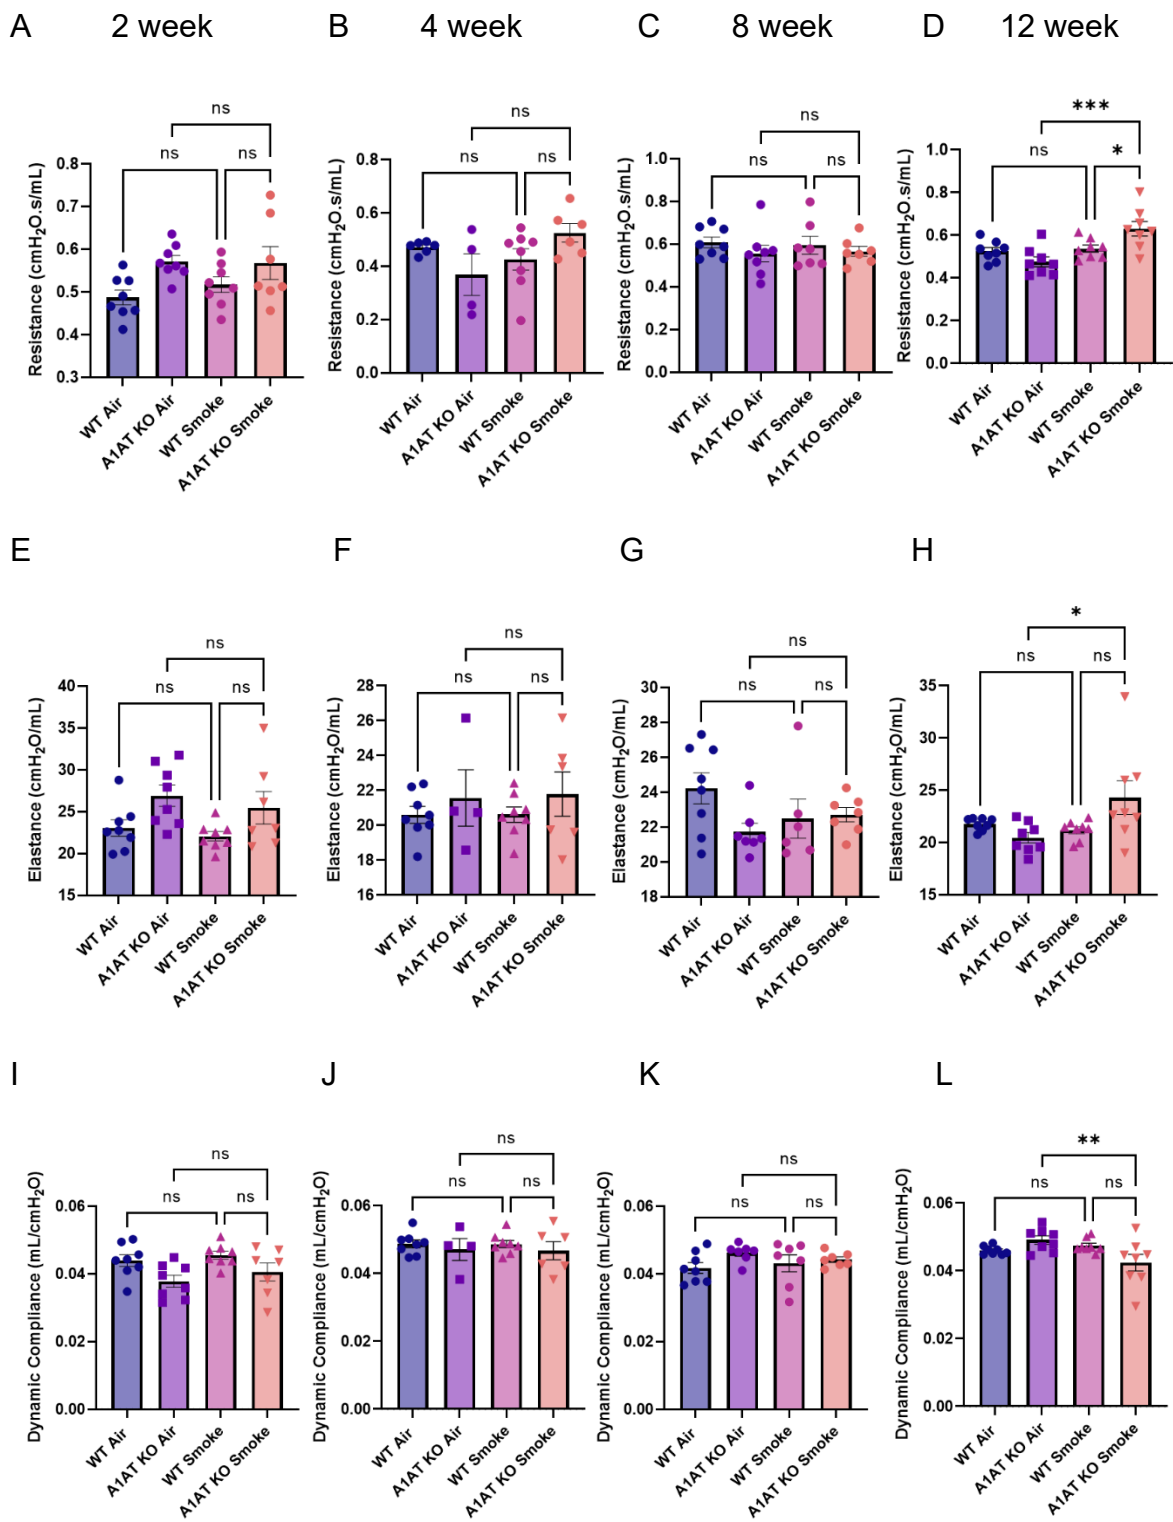 A 2 week B 4 week C 8 week D 12 week
ns
ns ns
Resistance (cmH₂O.s/mL)
0.8
0.7
0.6
0.5
0.4
0.3
WT Air
A1AT KO Air
WT Smoke
A1AT KO Smoke
ns
ns ns
Resistance (cmH₂O.s/mL)
0.8
0.6
0.4
0.2
0.0
WT Air
A1AT KO Air
WT Smoke
A1AT KO Smoke
ns
ns ns
Resistance (cmH₂O.s/mL)
1.0
0.8
0.6
0.4
0.2
0.0
WT Air
A1AT KO Air
WT Smoke
A1AT KO Smoke
***
ns *
Resistance (cmH₂O.s/mL)
1.0
0.8
0.6
0.4
0.2
0.0
WT Air
A1AT KO Air
WT Smoke
A1AT KO Smoke
E F G H
ns
ns ns
Elastance (cmH₂O/mL)
40
35
30
25
20
15
WT Air
A1AT KO Air
WT Smoke
A1AT KO Smoke
ns
ns ns
Elastance (cmH₂O/mL)
28
26
24
22
20
18
16
WT Air
A1AT KO Air
WT Smoke
A1AT KO Smoke
ns
ns ns
Elastance (cmH₂O/mL)
30
28
26
24
22
20
18
WT Air
A1AT KO Air
WT Smoke
A1AT KO Smoke
*
ns ns
Elastance (cmH₂O/mL)
35
30
25
20
15
WT Air
A1AT KO Air
WT Smoke
A1AT KO Smoke
I J K L
ns
ns ns
Dynamic Compliance (mL/cmH₂O)
0.06
0.04
0.02
0.00
WT Air
A1AT KO Air
WT Smoke
A1AT KO Smoke
ns
ns ns
Dynamic Compliance (mL/cmH₂O)
0.06
0.04
0.02
0.00
WT Air
A1AT KO Air
WT Smoke
A1AT KO Smoke
ns
ns ns
Dynamic Compliance (mL/cmH₂O)
0.06
0.04
0.02
0.00
WT Air
A1AT KO Air
WT Smoke
A1AT KO Smoke
**
ns ns
Dynamic Compliance (mL/cmH₂O)
0.06
0.04
0.02
0.00
WT Air
A1AT KO Air
WT Smoke
A1AT KO Smoke